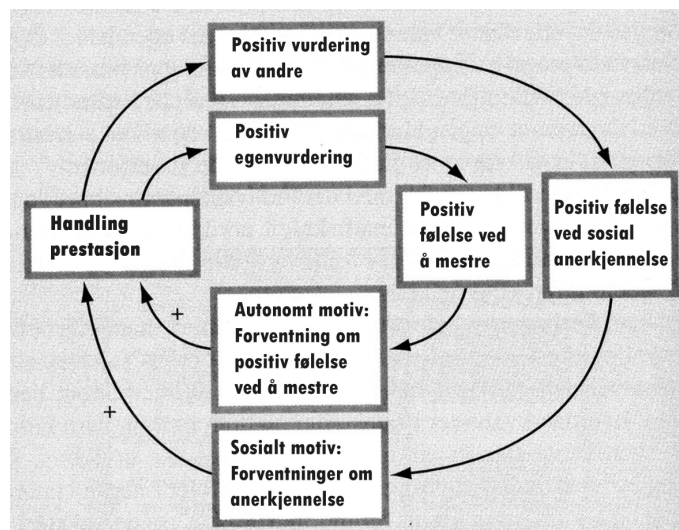 Positiv vurdering
av andre
Positiv
egenvurdering
Handling
prestasjon
Positiv
følelse ved
å mestre
Positiv følelse
ved sosial
anerkjennelse
+
Autonomt motiv:
Forventning om
positiv følelse
ved å mestre
+
Sosialt motiv:
Forventninger om
anerkjennelse